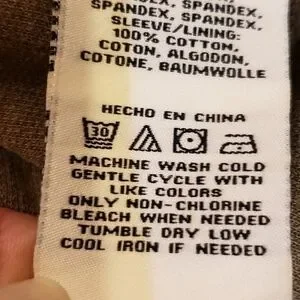 SPANDEX, SPANDEX,
SPANDEX, SPANDEX,
SLEEVE/LINING:
100% COTTON,
COTON, ALGODON,
COTONE, BAUMWOLLE
HECHO EN CHINA
30
MACHINE WASH COLD
GENTLE CYCLE WITH
LIKE COLORS
ONLY NON-CHLORINE
BLEACH WHEN NEEDED
TUMBLE DRY LOW
COOL IRON IF NEEDED